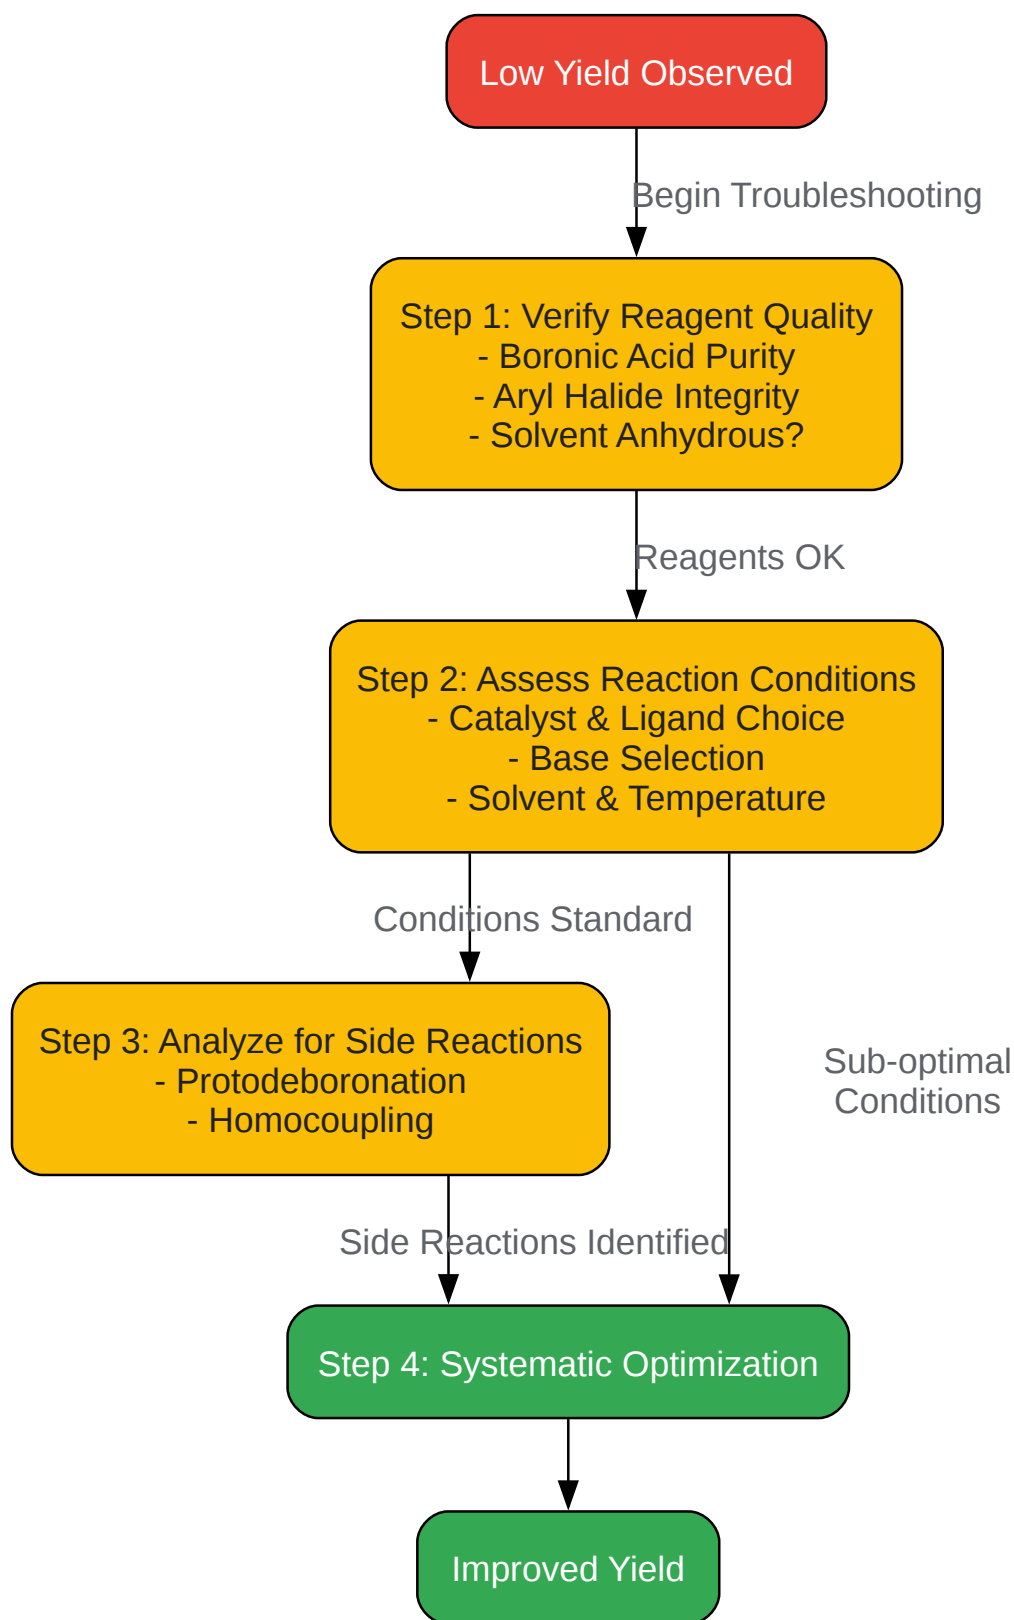 Low Yield Observed
Begin Troubleshooting
Step 1: Verify Reagent Quality
- Boronic Acid Purity
- Aryl Halide Integrity
- Solvent Anhydrous?
Reagents OK
Step 2: Assess Reaction Conditions
- Catalyst & Ligand Choice
- Base Selection
- Solvent & Temperature
Conditions Standard
Step 3: Analyze for Side Reactions
- Protodeboronation
- Homocoupling
Sub-optimal
Conditions
Side Reactions Identified
Step 4: Systematic Optimization
Improved Yield